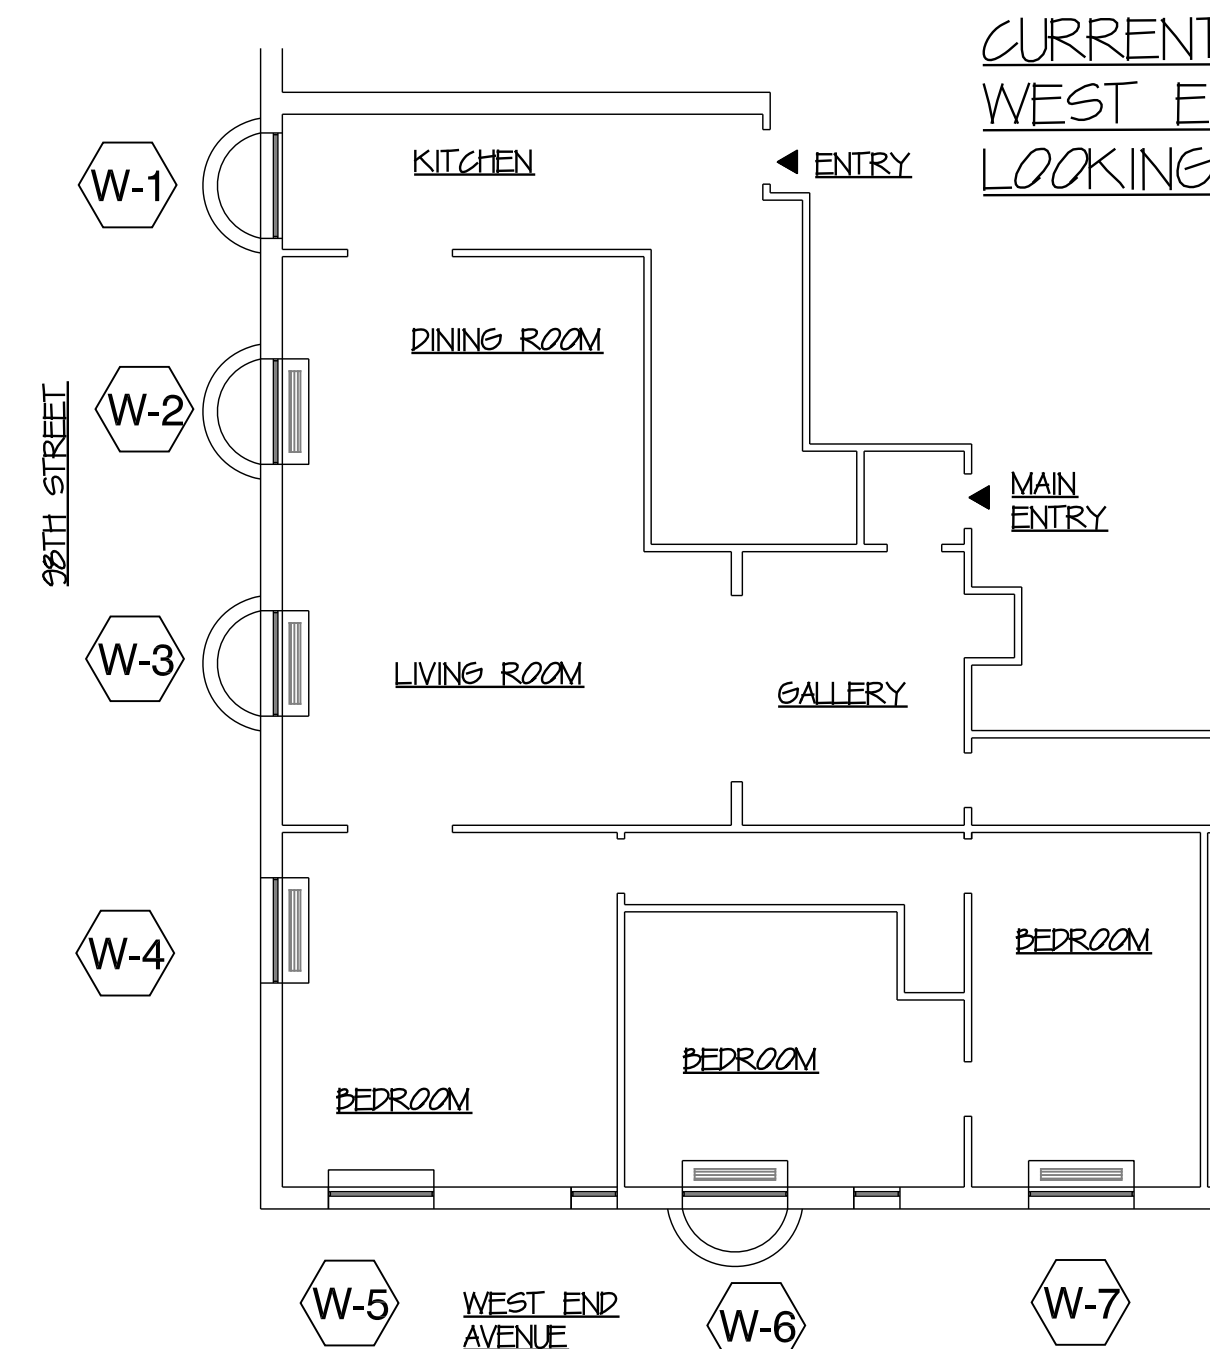 CURRENT
WEST E
LOOKING
KITCHEN
ENTRY
W-1
DINING ROOM
W-2
98TH STREET
MAIN
ENTRY
W-3
LIVING ROOM
GALLERY
W-4
BEDROOM
BEDROOM
BEDROOM
W-5
WEST END
AVENUE
W-6
W-7